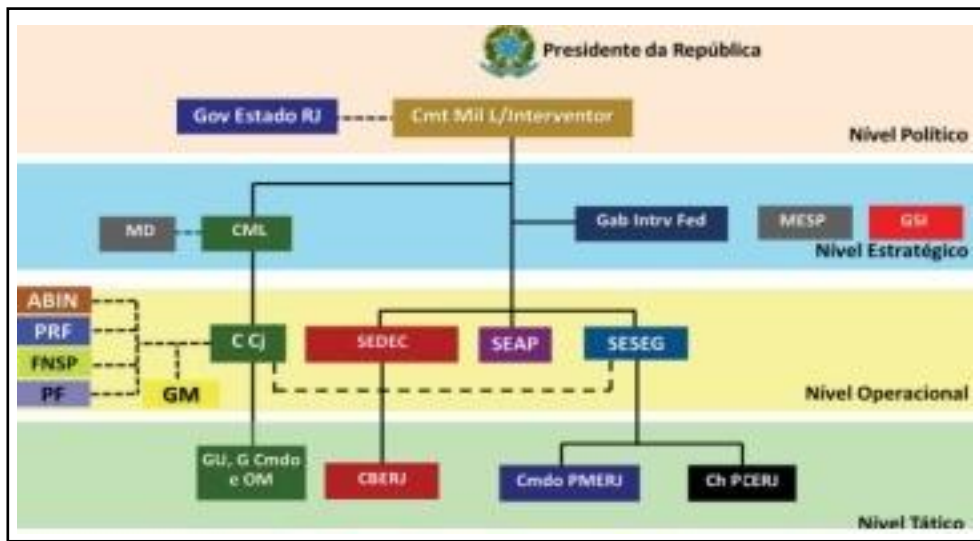 Presidente da República
Gov Estado RJ
Cmt Mil L/Interventor
Nível Político
MD
CML
Gab Intrv Fed
MESP
GSI
Nível Estratégico
ABIN
PRF
FNSP
PF
GM
C Cj
SEDEC
SEAP
SESEG
Nível Operacional
GU, G Cmdo
e OM
CBERJ
Cmdo PMERJ
Ch PCERJ
Nível Tático